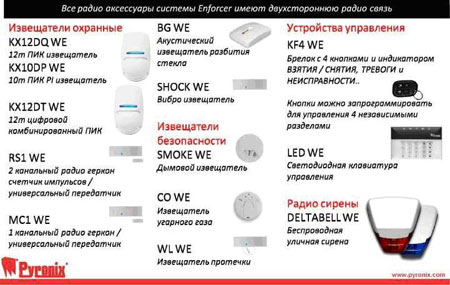 Все радио аксессуары системы Enforcer имеют двухстороннюю радио связь
Извещатели охранные
KX12DQ WE
12m ПИК извещатель
KX10DP WE
10m ПИК PI извещатель
KX12DT WE
12m цифровой
комбинированный ПИК
RS1 WE
2 канальный радио геркон
счетчик импульсов /
универсальный передатчик
MC1 WE
1 канальный радио геркон /
универсальный передатчик
BG WE
Акустический
извещатель разбития
стекла
SHOCK WE
Вибро извещатель
Извещатели
безопасности
SMOKE WE
Дымовой извещатель
CO WE
Извещатель
угарного газа
WL WE
Извещатель протечки
Устройства управления
KF4 WE
Брелок с 4 кнопками и индикатором
ВЗЯТИЯ / СНЯТИЯ, ТРЕВОГИ и
НЕИСПРАВНОСТИ..
Кнопки можно запрограммировать
для управления 4 независимыми
разделами
LED WE
Светодиодная клавиатура
управления
Радио сирены
DELTABELL WE
Беспроводная
уличная сирена
Pyronix
www.pyronix.com